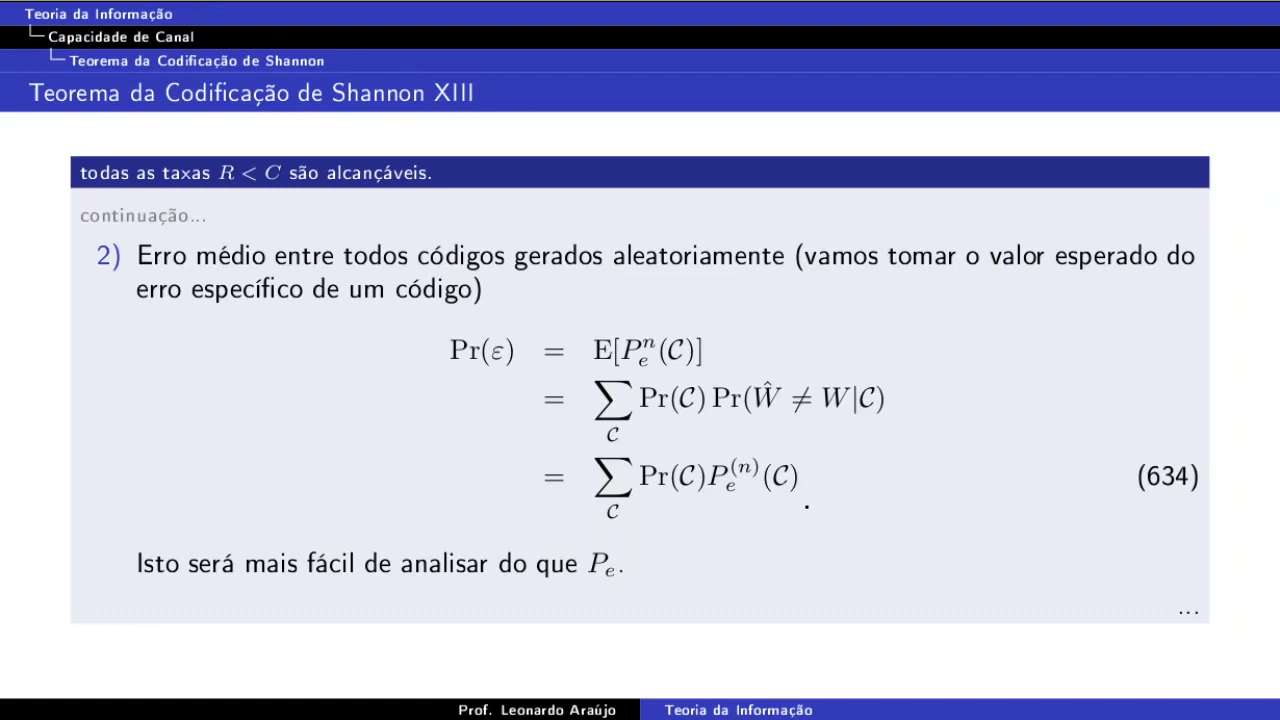 Teoria da Informação
Capacidade de Canal
Teorema da Codificação de Shannon
Teorema da Codificação de Shannon XIII
todas as taxas R < C são alcançáveis.
continuação...
2) Erro médio entre todos códigos gerados aleatoriamente (vamos tomar o valor esperado do
erro específico de um código)
Pr(ε) = E[P_e^n(𝒞)]
= ∑_𝒞 Pr(𝒞) Pr(Ŵ ≠ W|𝒞)
= ∑_𝒞 Pr(𝒞)P_e^{(n)}(𝒞) . (634)
Isto será mais fácil de analisar do que P_e.
...
Prof. Leonardo Araújo Teoria da Informação